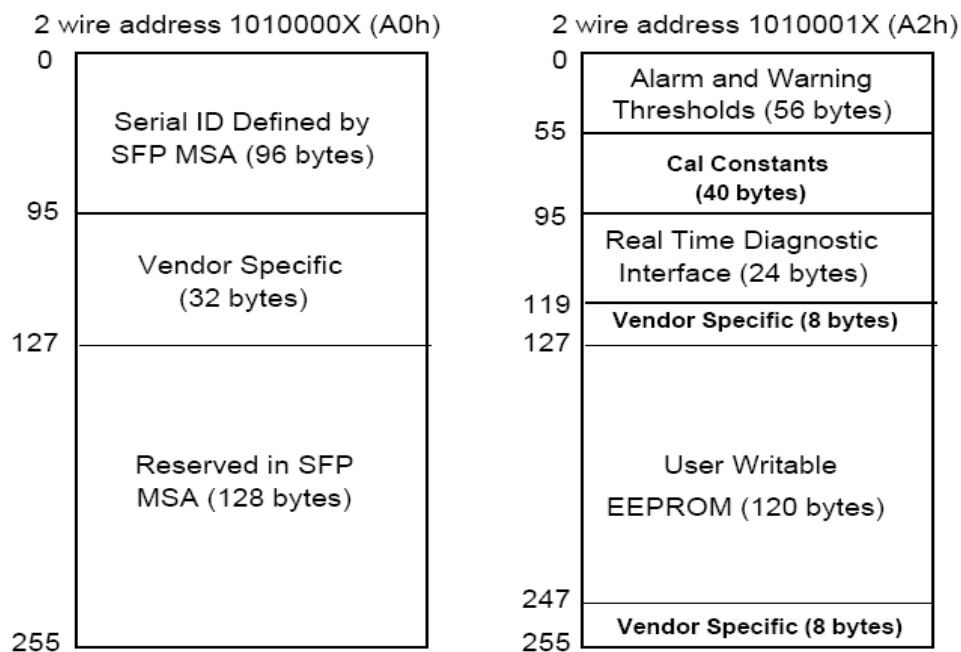 2 wire address 1010000X (A0h)
0
Serial ID Defined by
SFP MSA (96 bytes)
95
Vendor Specific
(32 bytes)
127
Reserved in SFP
MSA (128 bytes)
255
2 wire address 1010001X (A2h)
0
Alarm and Warning
Thresholds (56 bytes)
55
Cal Constants
(40 bytes)
95
Real Time Diagnostic
Interface (24 bytes)
119
Vendor Specific (8 bytes)
127
User Writable
EEPROM (120 bytes)
247
Vendor Specific (8 bytes)
255